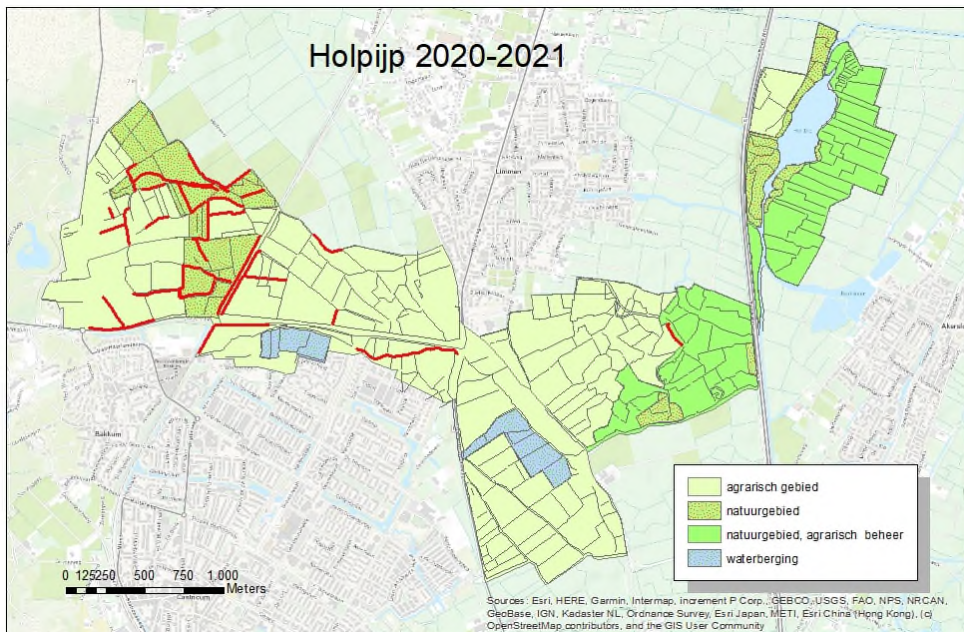 Holpijp 2020-2021
Limmen
Bakkum
Castricum
agrarisch gebied
natuurgebied
natuurgebied, agrarisch beheer
waterberging
0 125250 500 750 1.000
Meters
Sources: Esri, HERE, Garmin, Intermap, increment P Corp., GEBCO, USGS, FAO, NPS, NRCAN,
GeoBase, IGN, Kadaster NL, Ordnance Survey, Esri Japan, METI, Esri China (Hong Kong), (c)
OpenStreetMap contributors, and the GIS User Community